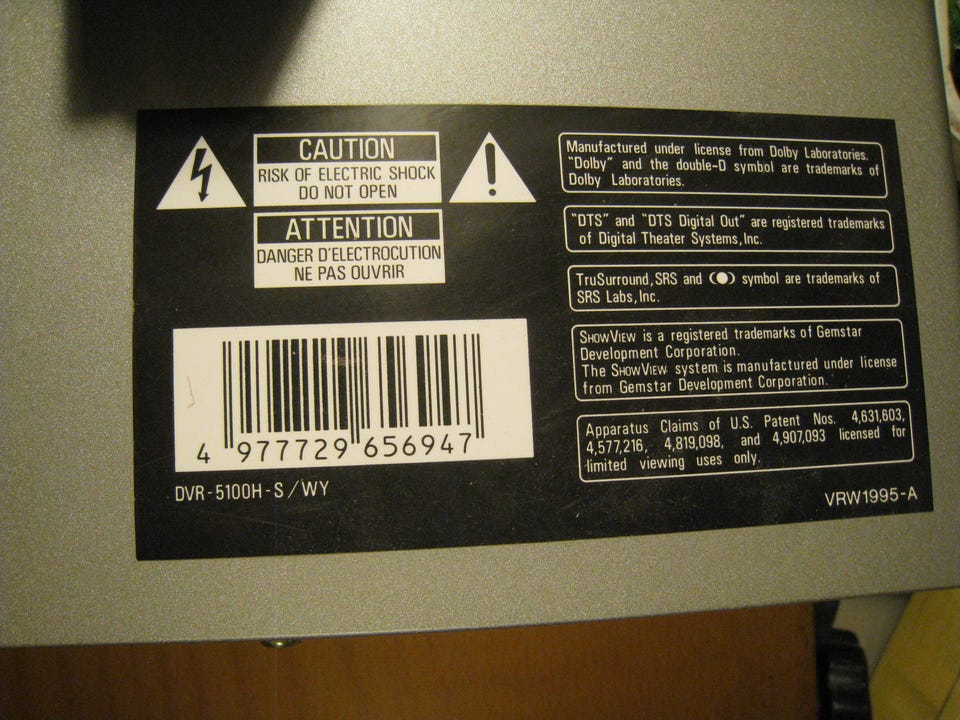 CAUTION
RISK OF ELECTRIC SHOCK
DO NOT OPEN
ATTENTION
DANGER D'ELECTROCUTION
NE PAS OUVRIR
4 977729 656947
DVR-5100H-S/WY
Manufactured under license from Dolby Laboratories.
"Dolby" and the double-D symbol are trademarks of
Dolby Laboratories.
"DTS" and "DTS Digital Out" are registered trademarks
of Digital Theater Systems, Inc.
TruSurround, SRS and (●) symbol are trademarks of
SRS Labs, Inc.
SHOWVIEW is a registered trademarks of Gemstar
Development Corporation.
The SHOWVIEW system is manufactured under license
from Gemstar Development Corporation.
Apparatus Claims of U.S. Patent Nos. 4,631,603,
4,577,216, 4,819,098, and 4,907,093 licensed for
limited viewing uses only.
VRW1995-A